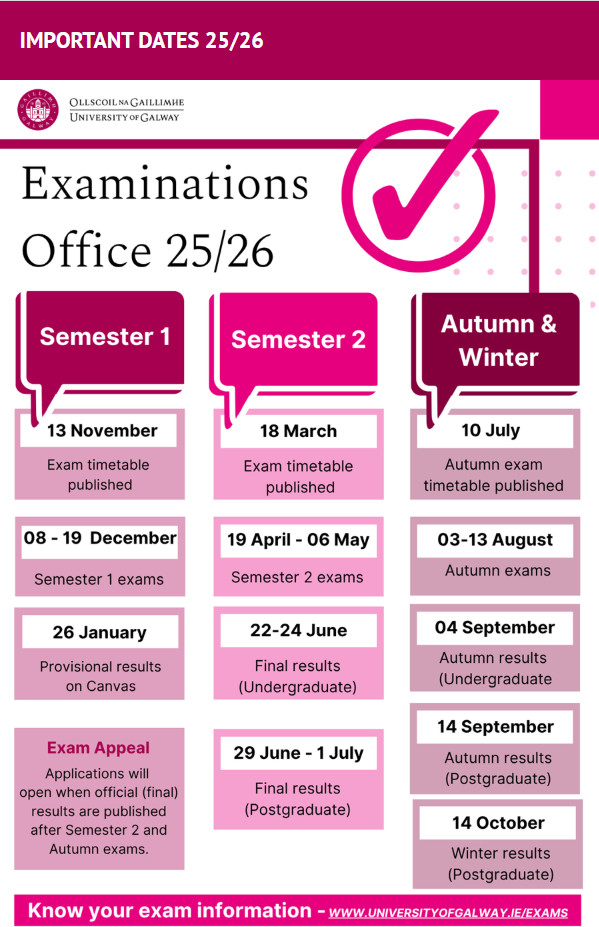 IMPORTANT DATES 25/26
OLLSCOIL NA GAILLIMHE
UNIVERSITY OF GALWAY
GAILLIMH
GALWAY
Examinations
Office 25/26
Semester 1
13 November
Exam timetable
published
08 - 19 December
Semester 1 exams
26 January
Provisional results
on Canvas
Exam Appeal
Applications will
open when official (final)
results are published
after Semester 2 and
Autumn exams.
Semester 2
18 March
Exam timetable
published
19 April - 06 May
Semester 2 exams
22-24 June
Final results
(Undergraduate)
29 June - 1 July
Final results
(Postgraduate)
Autumn &
Winter
10 July
Autumn exam
timetable published
03-13 August
Autumn exams
04 September
Autumn results
(Undergraduate
14 September
Autumn results
(Postgraduate)
14 October
Winter results
(Postgraduate)
Know your exam information - WWW.UNIVERSITYOFGALWAY.IE/EXAMS